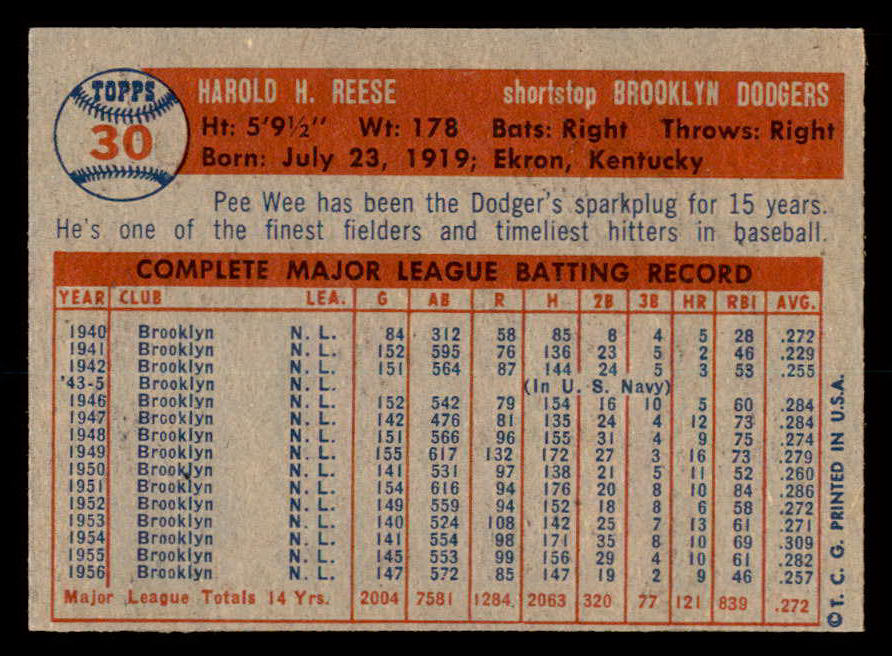 TOPPS
30
HAROLD H. REESE shortstop BROOKLYN DODGERS
Ht: 5'9½" Wt: 178 Bats: Right Throws: Right
Born: July 23, 1919; Ekron, Kentucky
Pee Wee has been the Dodger's sparkplug for 15 years.
He's one of the finest fielders and timeliest hitters in baseball.
COMPLETE MAJOR LEAGUE BATTING RECORD
YEAR CLUB LEA. G AB R H 2B 3B HR RBI AVG.
1940 Brooklyn N. L. 84 312 58 85 8 4 5 28 .272
1941 Brooklyn N. L. 152 595 76 136 23 5 2 46 .229
1942 Brooklyn N. L. 151 564 87 144 24 5 3 53 .255
'43-5 Brooklyn N. L. (In U. S. Navy)
1946 Brooklyn N. L. 152 542 79 154 16 10 5 60 .284
1947 Brooklyn N. L. 142 476 81 135 24 4 12 73 .284
1948 Brooklyn N. L. 151 566 96 155 31 4 9 75 .274
1949 Brooklyn N. L. 155 617 132 172 27 3 16 73 .279
1950 Brooklyn N. L. 141 531 97 138 21 5 11 52 .260
1951 Brooklyn N. L. 154 616 94 176 20 8 10 84 .286
1952 Brooklyn N. L. 149 559 94 152 18 8 6 58 .272
1953 Brooklyn N. L. 140 524 108 142 25 7 13 61 .271
1954 Brooklyn N. L. 141 554 98 171 35 8 10 69 .309
1955 Brooklyn N. L. 145 553 99 156 29 4 10 61 .282
1956 Brooklyn N. L. 147 572 85 147 19 2 9 46 .257
Major League Totals 14 Yrs. 2004 7581 1284 2063 320 77 121 839 .272
©T. C. G. PRINTED IN U.S.A.